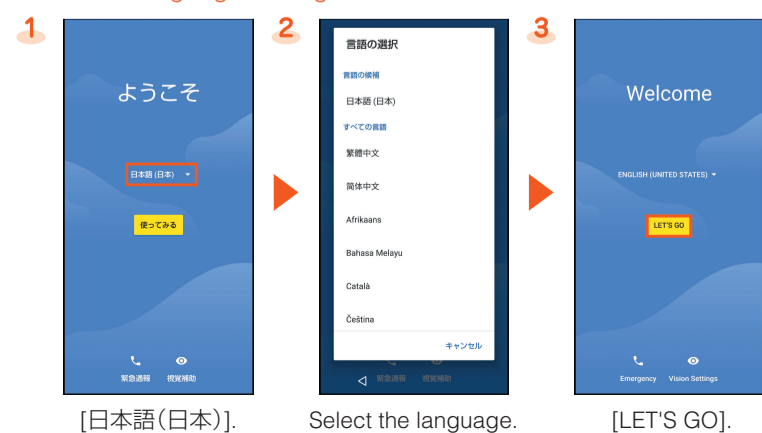 1
ようこそ
日本語 (日本)
使ってみる
緊急通報 視覚補助
[日本語(日本)].
2
言語の選択
言語の候補
日本語 (日本)
すべての言語
繁體中文
简体中文
Afrikaans
Bahasa Melayu
Català
Čeština
キャンセル
緊急通報 視覚補助
Select the language.
3
Welcome
ENGLISH (UNITED STATES)
LET'S GO
Emergency Vision Settings
[LET'S GO].